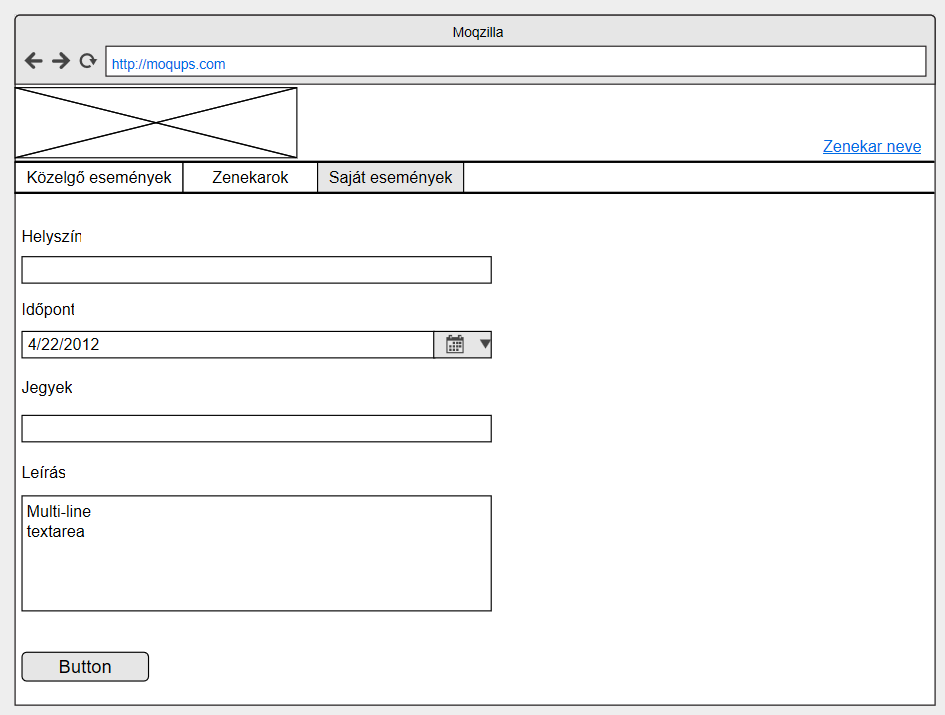 Moqzilla
http://moqups.com
Zenekar neve
Közelgő események Zenekarok Saját események
Helyszín
Időpont
4/22/2012
Jegyek
Leírás
Multi-line
textarea
Button